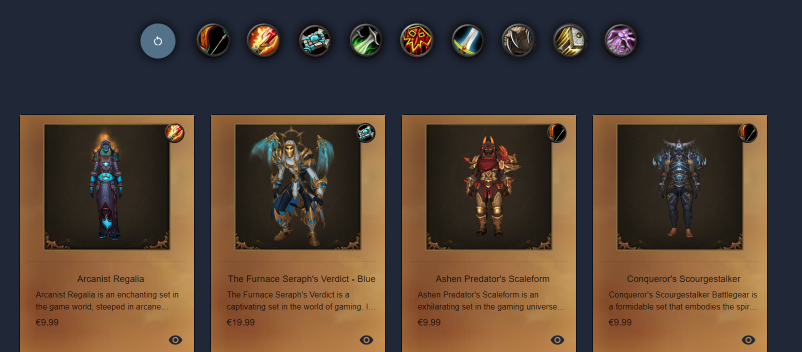 Arcanist Regalia
Arcanist Regalia is an enchanting set in
the game world, steeped in arcane...
€9.99
The Furnace Seraph's Verdict - Blue
The Furnace Seraph's Verdict is a
captivating set in the world of gaming. I...
€19.99
Ashen Predator's Scaleform
Ashen Predator's Scaleform is an
exhilarating set in the gaming universe...
€9.99
Conqueror's Scourgestalker
Conqueror's Scourgestalker Battlegear is
a formidable set that embodies the spir...
€9.99